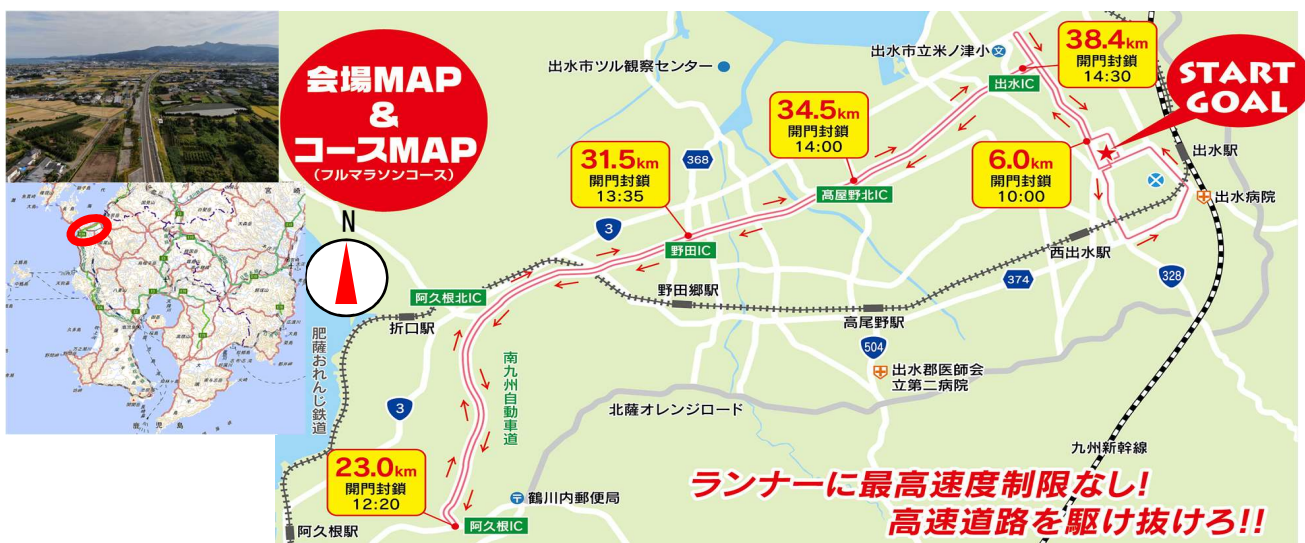 会場MAP
&
コースMAP
(フルマラソンコース)
N
出水市ツル観察センター
出水市立米ノ津小
文
38.4km
開門封鎖
14:30
START
GOAL
出水IC
34.5km
開門封鎖
14:00
31.5km
開門封鎖
13:35
368
6.0km
開門封鎖
10:00
出水駅
出水病院
高尾野北IC
3
野田IC
西出水駅
374
328
阿久根北IC
折口駅
野田郷駅
高尾野駅
504
出水郡医師会
立第二病院
肥薩おれんじ鉄道
南九州自動車道
3
北薩オレンジロード
九州新幹線
23.0km
開門封鎖
12:20
鶴川内郵便局
阿久根IC
阿久根駅
ランナーに最高速度制限なし!
高速道路を駆け抜けろ!!
宮崎
鹿児島